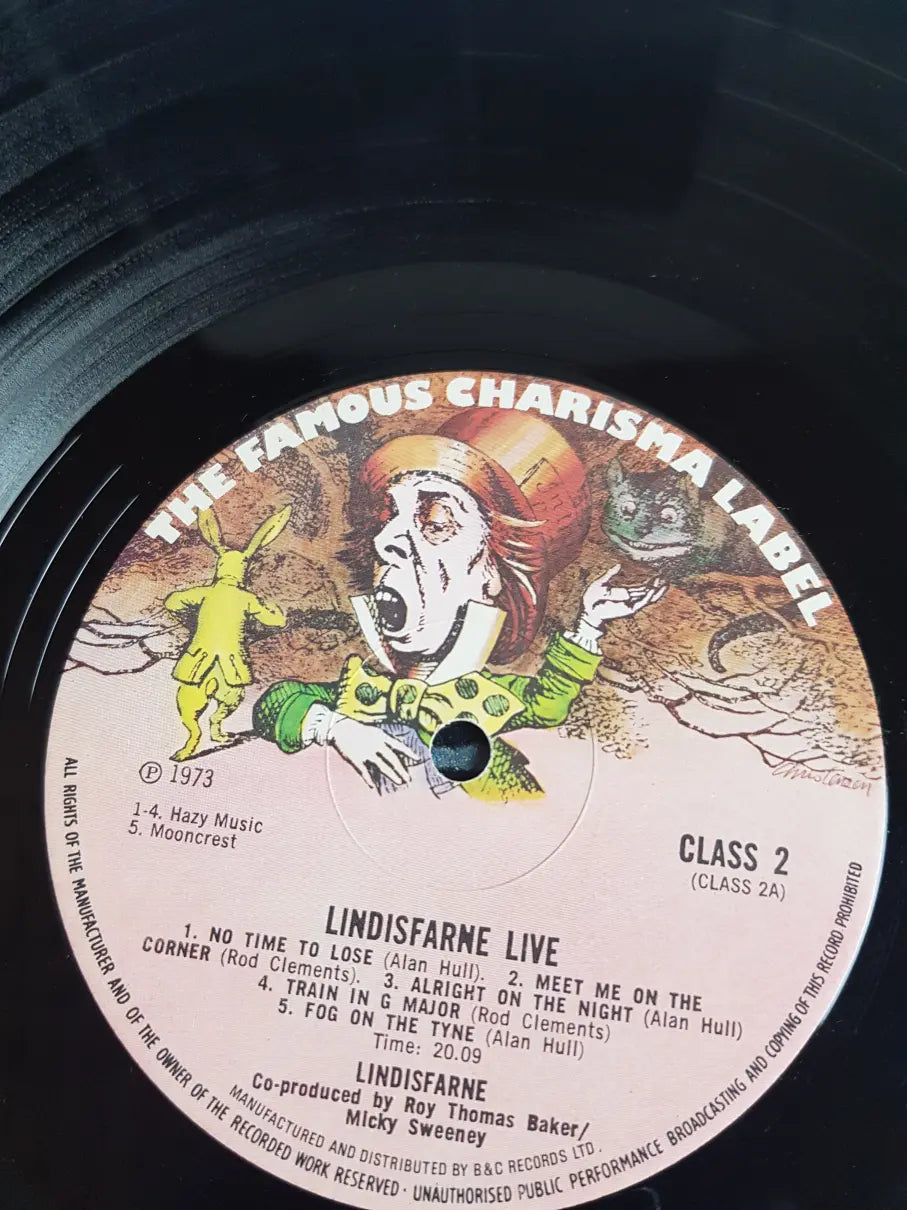 THE FAMOUS CHARISMA LABEL
Christensen
℗ 1973
1-4. Hazy Music
5. Mooncrest
CLASS 2
(CLASS 2A)
LINDISFARNE LIVE
1. NO TIME TO LOSE (Alan Hull). 2. MEET ME ON THE
CORNER (Rod Clements). 3. ALRIGHT ON THE NIGHT (Alan Hull)
4. TRAIN IN G MAJOR (Rod Clements)
5. FOG ON THE TYNE (Alan Hull)
Time: 20.09
LINDISFARNE
Co-produced by Roy Thomas Baker/
Micky Sweeney
MANUFACTURED AND DISTRIBUTED BY B&C RECORDS LTD.
ALL RIGHTS OF THE MANUFACTURER AND OF THE OWNER OF THE RECORDED WORK RESERVED · UNAUTHORISED PUBLIC PERFORMANCE BROADCASTING AND COPYING OF THIS RECORD PROHIBITED